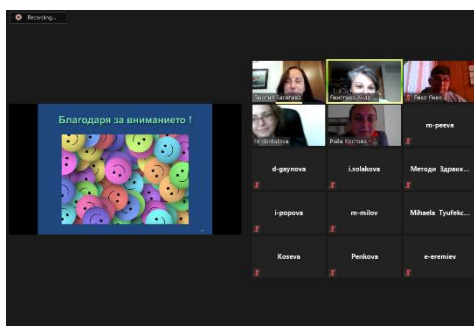 Recording...
Благодаря за вниманието !
m-peeva
d-gaynova
i.solakova
Методи Здравк...
i-popova
m-milov
Mihaela Tyufekc...
Koseva
Penkova
e-eremiev